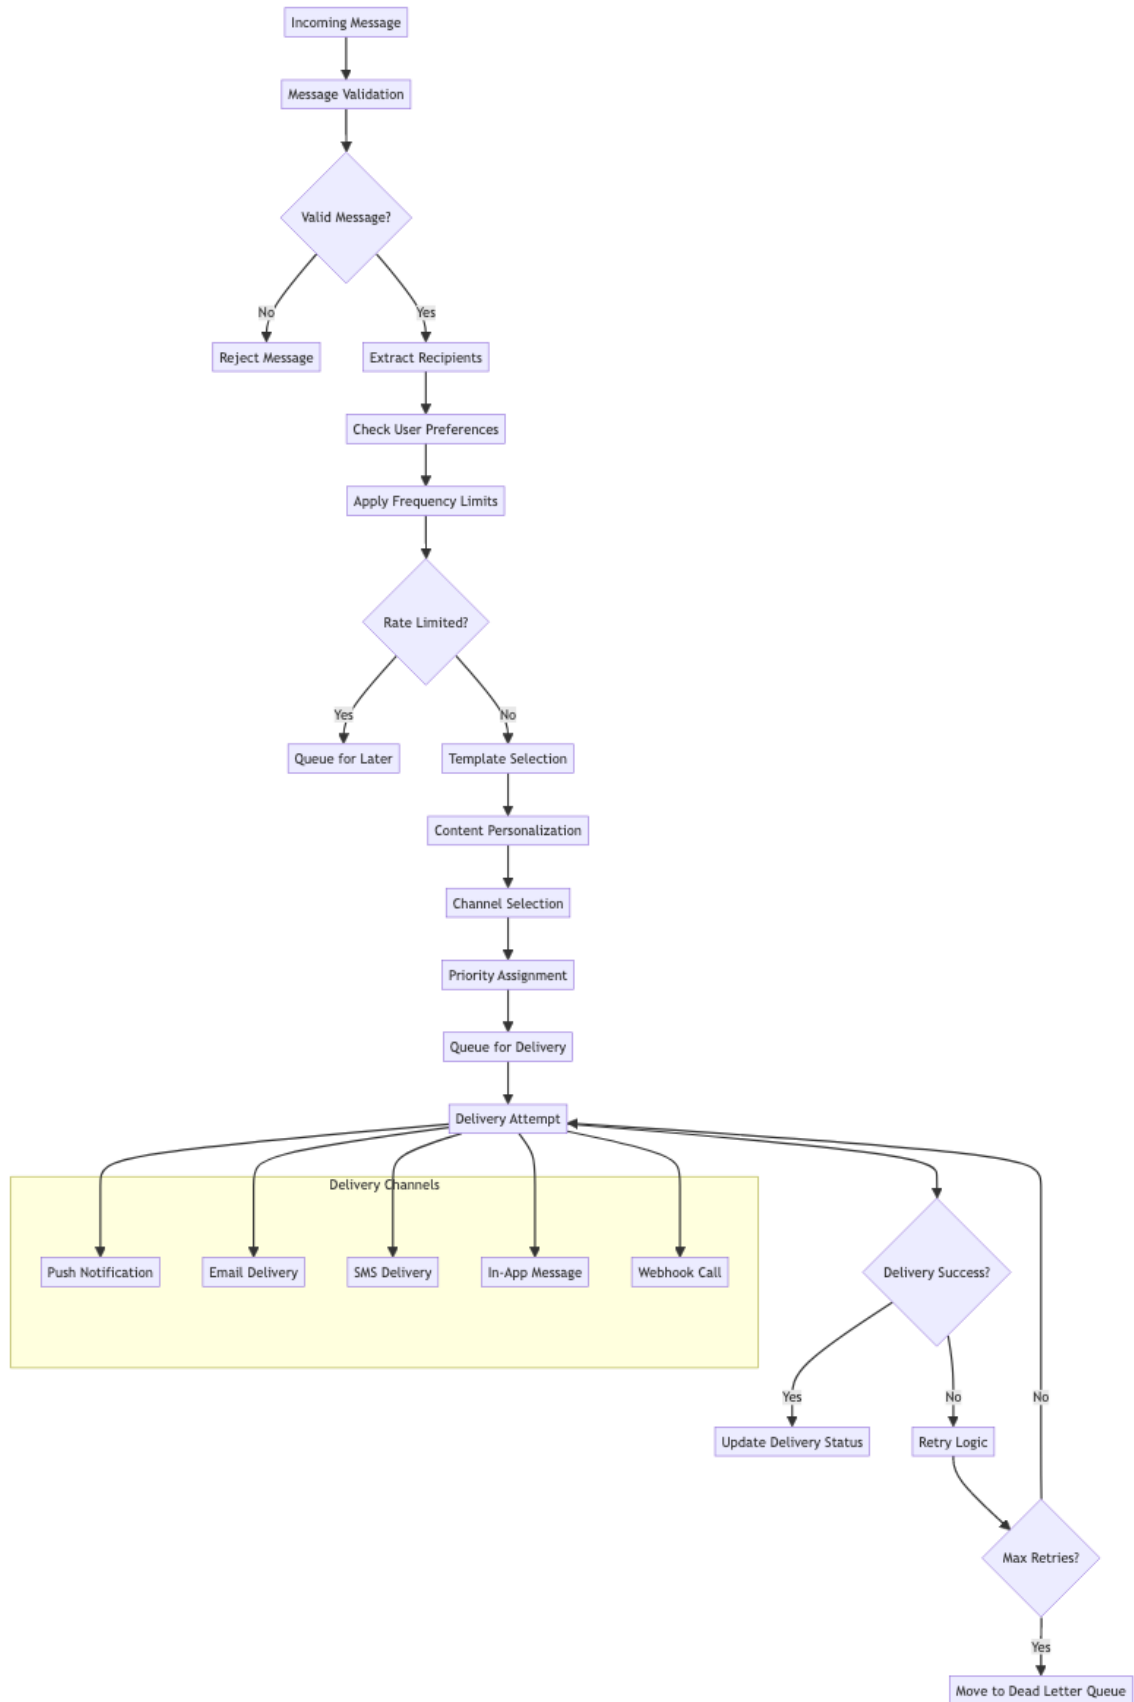 Incoming Message
Message Validation
Valid Message?
No
Yes
Reject Message
Extract Recipients
Check User Preferences
Apply Frequency Limits
Rate Limited?
Yes
No
Queue for Later
Template Selection
Content Personalization
Channel Selection
Priority Assignment
Queue for Delivery
Delivery Attempt
Delivery Channels
Push Notification
Email Delivery
SMS Delivery
In-App Message
Webhook Call
Delivery Success?
Yes
No
No
Update Delivery Status
Retry Logic
Max Retries?
Yes
Move to Dead Letter Queue